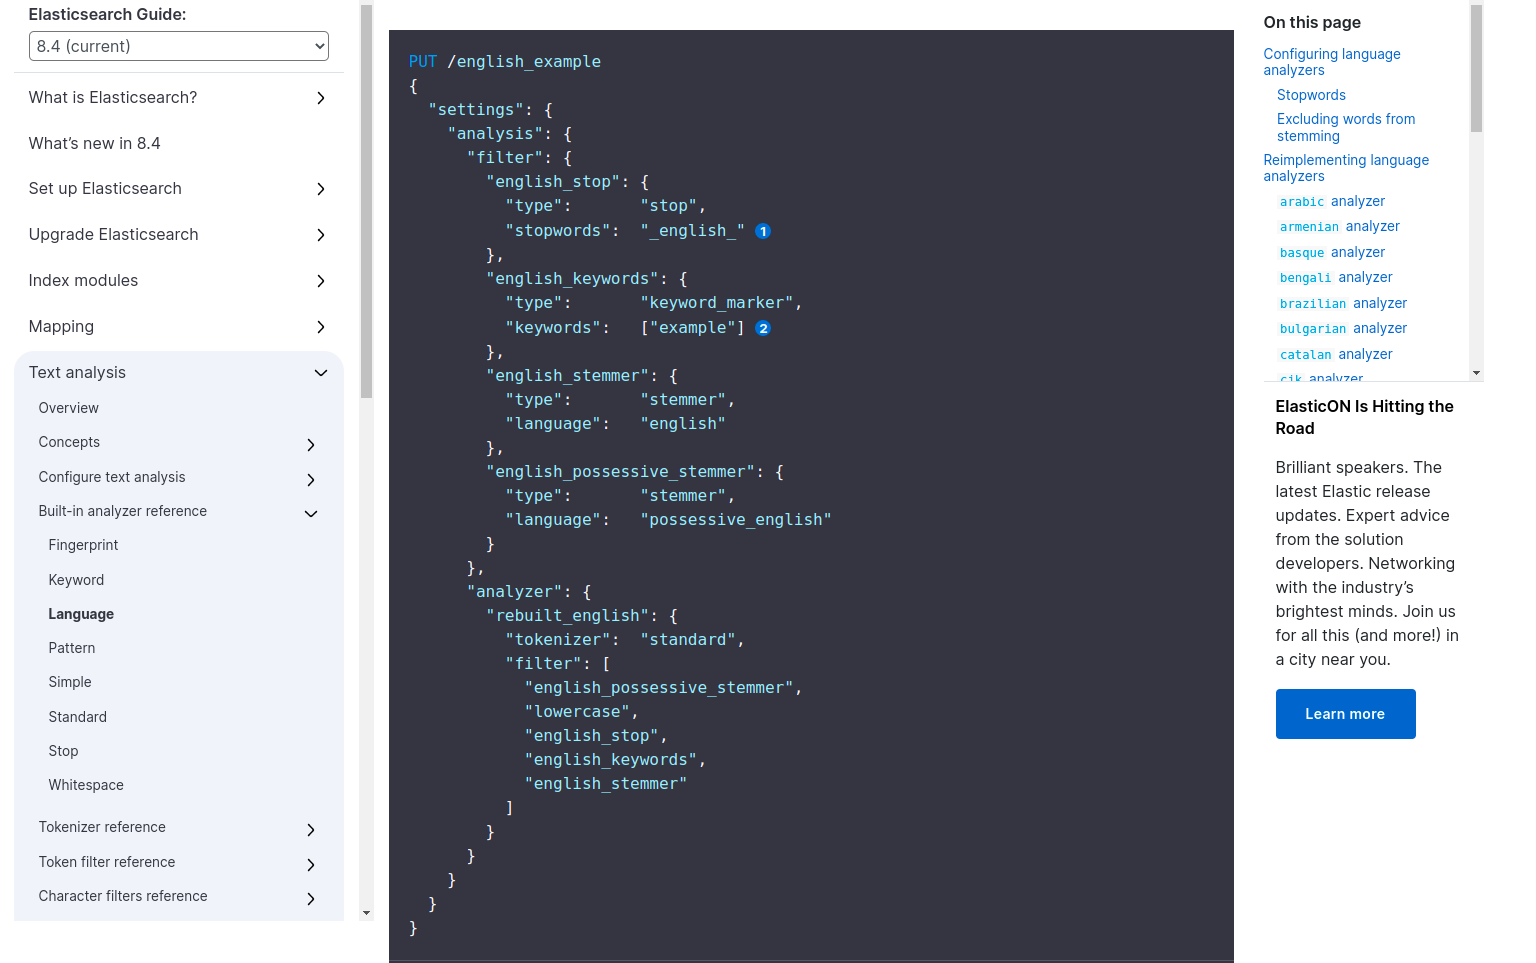 Elasticsearch Guide:
8.4 (current)
What is Elasticsearch?
What's new in 8.4
Set up Elasticsearch
Upgrade Elasticsearch
Index modules
Mapping
Text analysis
Overview
Concepts
Configure text analysis
Built-in analyzer reference
Fingerprint
Keyword
Language
Pattern
Simple
Standard
Stop
Whitespace
Tokenizer reference
Token filter reference
Character filters reference
PUT /english_example
{
  "settings": {
    "analysis": {
      "filter": {
        "english_stop": {
          "type":       "stop",
          "stopwords":  "_english_" 1
        },
        "english_keywords": {
          "type":       "keyword_marker",
          "keywords":   ["example"] 2
        },
        "english_stemmer": {
          "type":       "stemmer",
          "language":   "english"
        },
        "english_possessive_stemmer": {
          "type":       "stemmer",
          "language":   "possessive_english"
        }
      },
      "analyzer": {
        "rebuilt_english": {
          "tokenizer":  "standard",
          "filter": [
            "english_possessive_stemmer",
            "lowercase",
            "english_stop",
            "english_keywords",
            "english_stemmer"
          ]
        }
      }
    }
  }
}
On this page
Configuring language
analyzers
Stopwords
Excluding words from
stemming
Reimplementing language
analyzers
arabic analyzer
armenian analyzer
basque analyzer
bengali analyzer
brazilian analyzer
bulgarian analyzer
catalan analyzer
cjk analyzer
ElasticON Is Hitting the
Road
Brilliant speakers. The
latest Elastic release
updates. Expert advice
from the solution
developers. Networking
with the industry's
brightest minds. Join us
for all this (and more!) in
a city near you.
Learn more